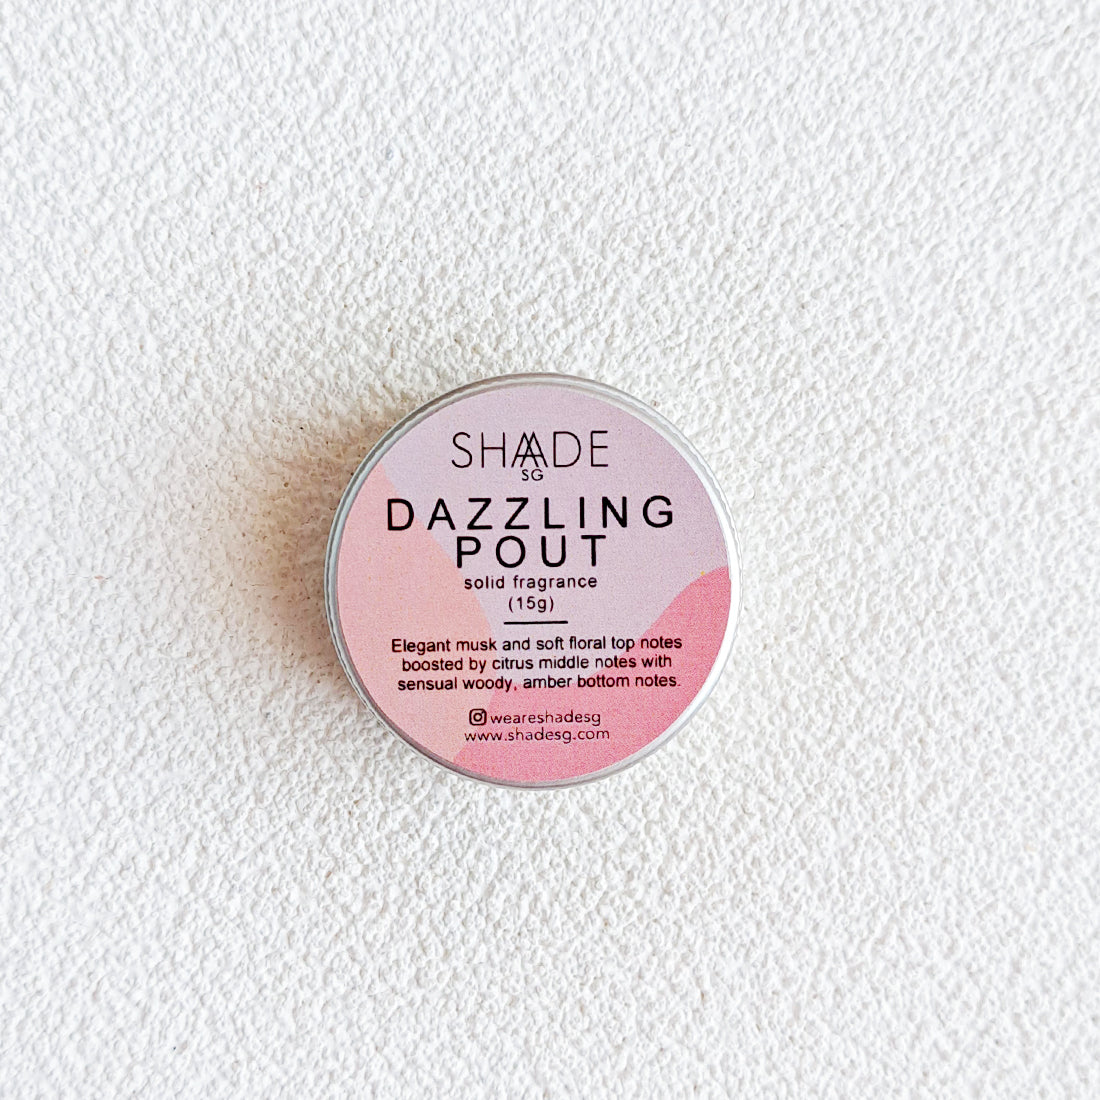 SHADE
SG
DAZZLING
POUT
solid fragrance
(15g)
Elegant musk and soft floral top notes
boosted by citrus middle notes with
sensual woody, amber bottom notes.
weareshadesg
www.shadesg.com